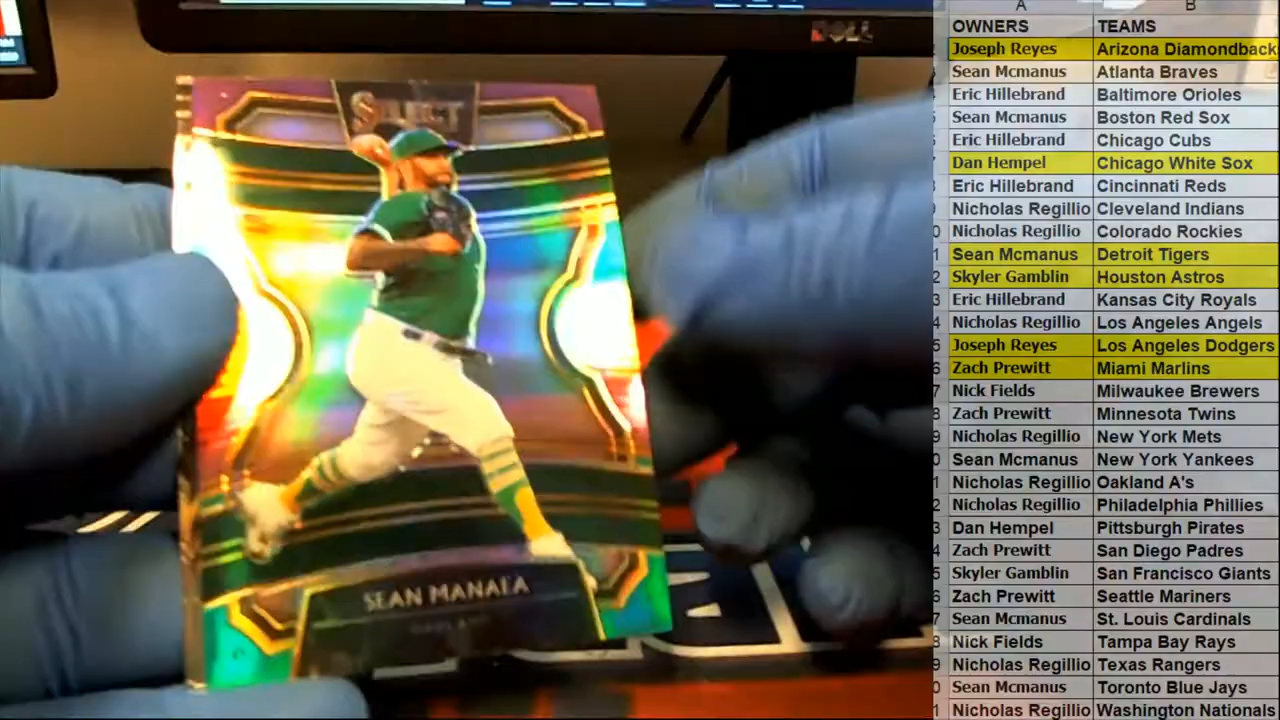 DELL
SELECT
SEAN MANAEA
A B
OWNERS TEAMS
Joseph Reyes Arizona Diamondback
Sean Mcmanus Atlanta Braves
Eric Hillebrand Baltimore Orioles
Sean Mcmanus Boston Red Sox
Eric Hillebrand Chicago Cubs
Dan Hempel Chicago White Sox
Eric Hillebrand Cincinnati Reds
Nicholas Regillio Cleveland Indians
Nicholas Regillio Colorado Rockies
Sean Mcmanus Detroit Tigers
Skyler Gamblin Houston Astros
Eric Hillebrand Kansas City Royals
Nicholas Regillio Los Angeles Angels
Joseph Reyes Los Angeles Dodgers
Zach Prewitt Miami Marlins
Nick Fields Milwaukee Brewers
Zach Prewitt Minnesota Twins
Nicholas Regillio New York Mets
Sean Mcmanus New York Yankees
Nicholas Regillio Oakland A's
Nicholas Regillio Philadelphia Phillies
Dan Hempel Pittsburgh Pirates
Zach Prewitt San Diego Padres
Skyler Gamblin San Francisco Giants
Zach Prewitt Seattle Mariners
Sean Mcmanus St. Louis Cardinals
Nick Fields Tampa Bay Rays
Nicholas Regillio Texas Rangers
Sean Mcmanus Toronto Blue Jays
Nicholas Regillio Washington Nationals